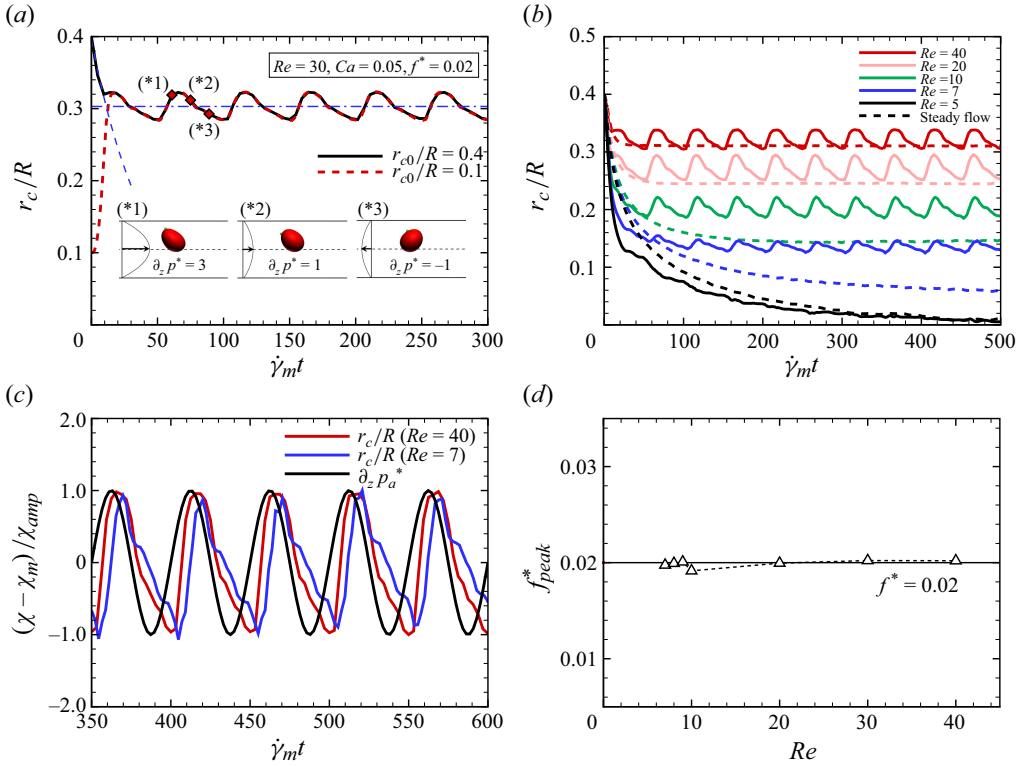 (a)
0.4
0.3
0.2
0.1
0
r_c/R
Re = 30, Ca = 0.05, f* = 0.02
(*1)
(*2)
(*3)
r_c0/R = 0.4
r_c0/R = 0.1
(*1)
(*2)
(*3)
∂_z p* = 3
∂_z p* = 1
∂_z p* = −1
50
100
150
200
250
300
γ̇_m t
(b)
0.5
0.4
0.3
0.2
0.1
0
r_c/R
Re = 40
Re = 20
Re = 10
Re = 7
Re = 5
Steady flow
100
200
300
400
500
γ̇_m t
(c)
2.0
1.0
0
−1.0
−2.0
(χ − χ_m)/χ_amp
r_c/R (Re = 40)
r_c/R (Re = 7)
∂_z p_a*
350
400
450
500
550
600
γ̇_m t
(d)
0.03
0.02
0.01
f*_peak
f* = 0.02
0
10
20
30
40
Re